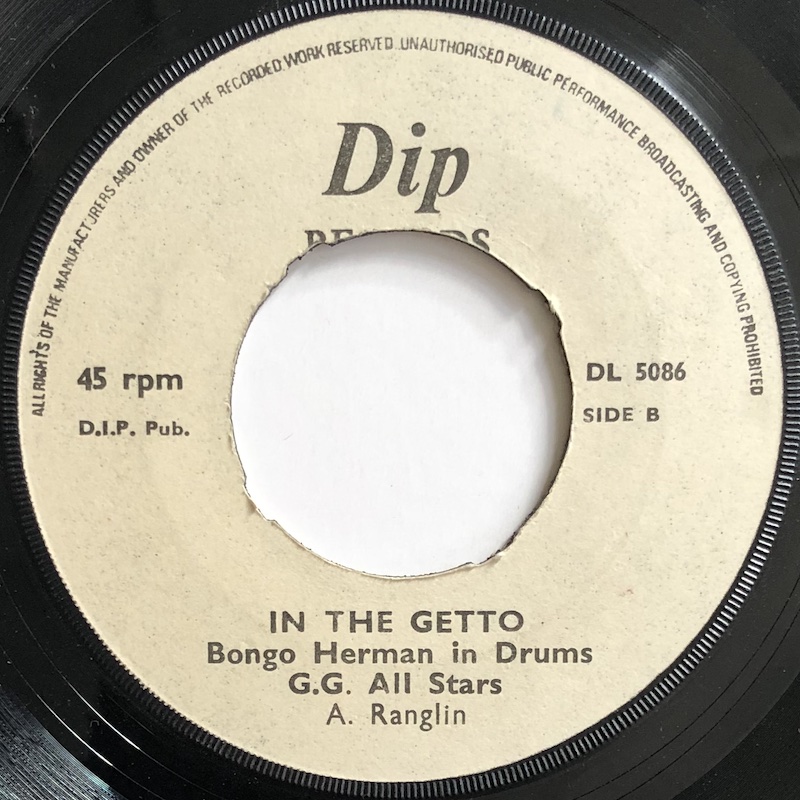 ALL RIGHTS OF THE MANUFACTURERS AND OWNER OF THE RECORDED WORK RESERVED UNAUTHORISED PUBLIC PERFORMANCE BROADCASTING AND COPYING PROHIBITED
Dip
RECORDS
45 rpm
D.I.P. Pub.
DL 5086
SIDE B
IN THE GETTO
Bongo Herman in Drums
G.G. All Stars
A. Ranglin